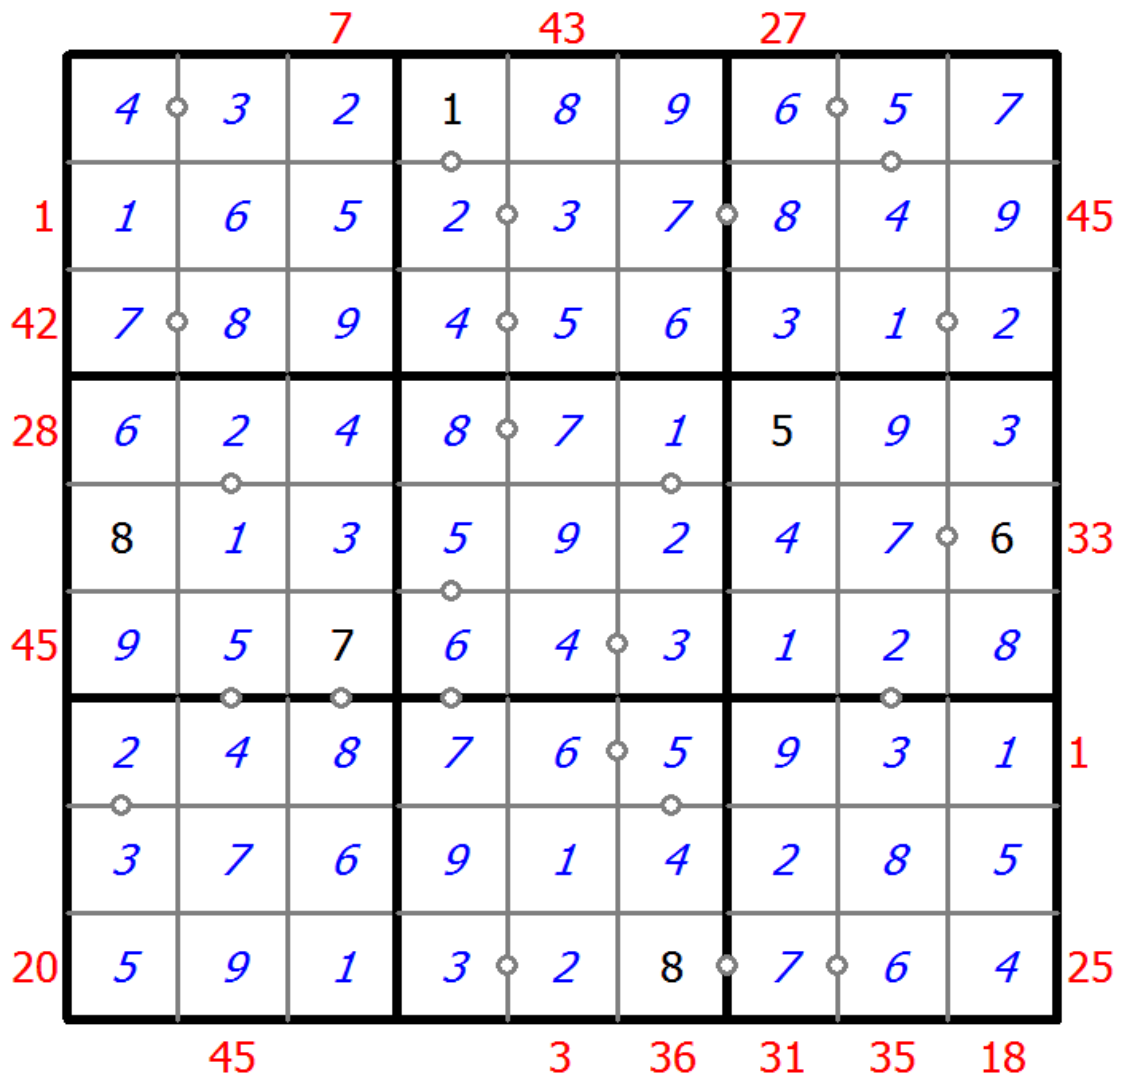 7 43 27
4 3 2 1 8 9 6 5 7
1 1 6 5 2 3 7 8 4 9 45
42 7 8 9 4 5 6 3 1 2
28 6 2 4 8 7 1 5 9 3
8 1 3 5 9 2 4 7 6 33
45 9 5 7 6 4 3 1 2 8
2 4 8 7 6 5 9 3 1 1
3 7 6 9 1 4 2 8 5
20 5 9 1 3 2 8 7 6 4 25
45 3 36 31 35 18